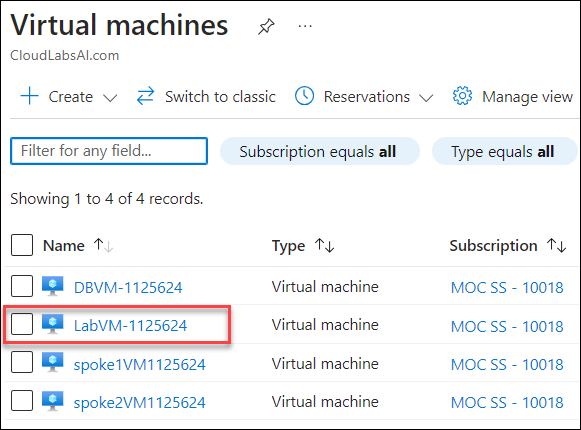 Virtual machines ...
CloudLabsAI.com
+ Create Switch to classic Reservations Manage view
Filter for any field... Subscription equals all Type equals all
Showing 1 to 4 of 4 records.
Name ↑↓ Type ↑↓ Subscription ↑↓
DBVM-1125624 Virtual machine MOC SS - 10018
LabVM-1125624 Virtual machine MOC SS - 10018
spoke1VM1125624 Virtual machine MOC SS - 10018
spoke2VM1125624 Virtual machine MOC SS - 10018